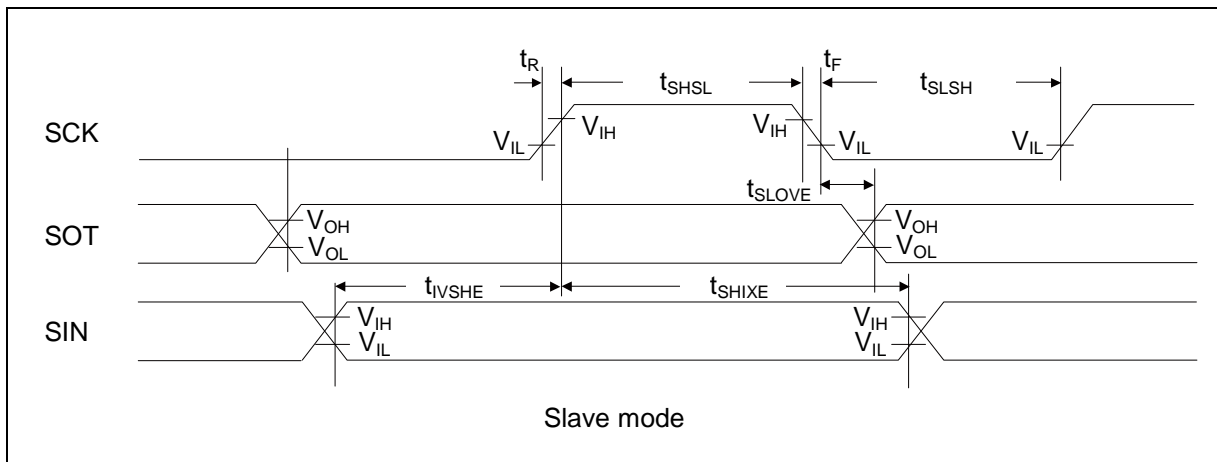 tR tF
tSHSL tSLSH
SCK VIL VIH VIH VIL VIL
tSLOVE
SOT VOH VOL VOH VOL
tIVSHE tSHIXE
SIN VIH VIL VIH VIL
Slave mode